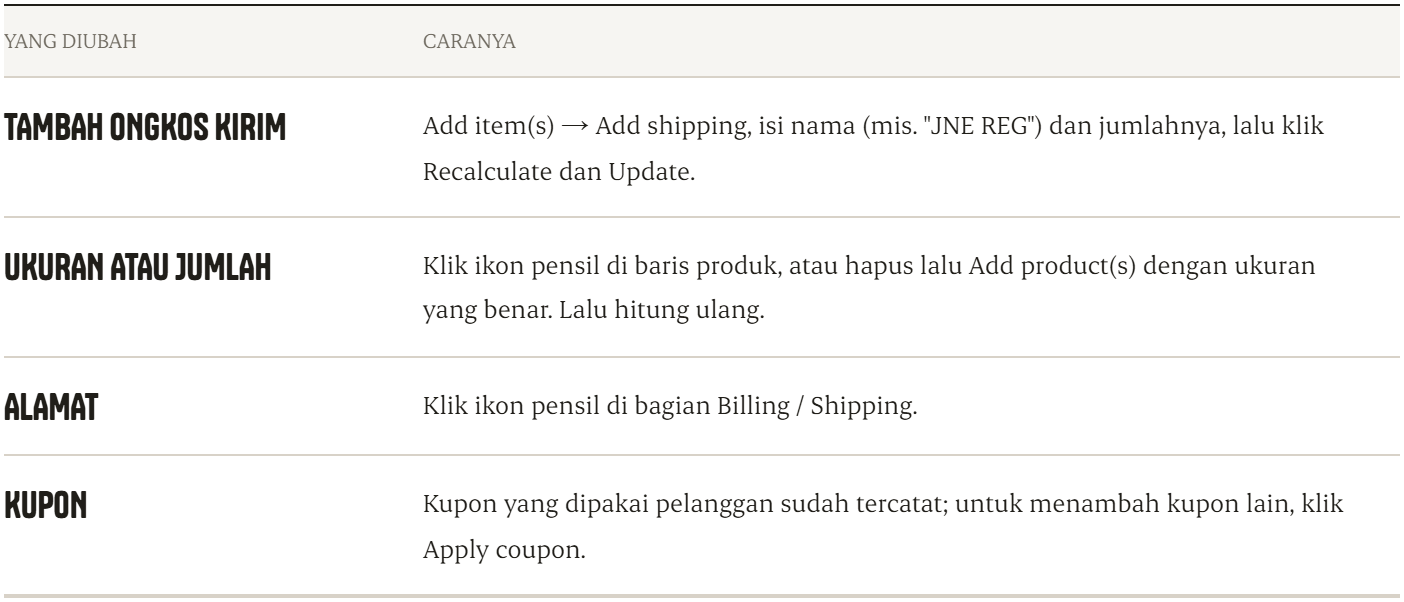 YANG DIUBAH
CARANYA
TAMBAH ONGKOS KIRIM
Add item(s) → Add shipping, isi nama (mis. "JNE REG") dan jumlahnya, lalu klik
Recalculate dan Update.
UKURAN ATAU JUMLAH
Klik ikon pensil di baris produk, atau hapus lalu Add product(s) dengan ukuran
yang benar. Lalu hitung ulang.
ALAMAT
Klik ikon pensil di bagian Billing / Shipping.
KUPON
Kupon yang dipakai pelanggan sudah tercatat; untuk menambah kupon lain, klik
Apply coupon.